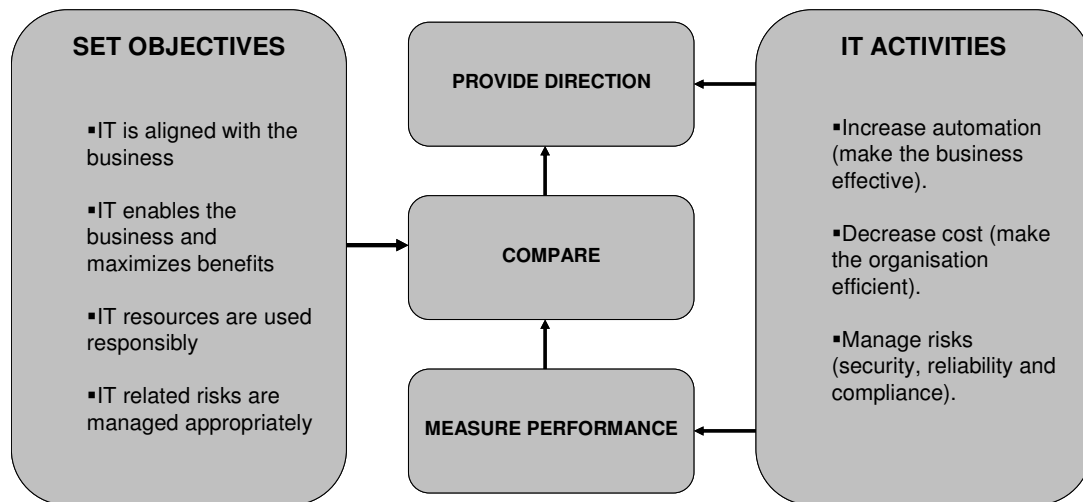 SET OBJECTIVES
▪IT is aligned with the
business
▪IT enables the
business and
maximizes benefits
▪IT resources are used
responsibly
▪IT related risks are
managed appropriately
PROVIDE DIRECTION
COMPARE
MEASURE PERFORMANCE
IT ACTIVITIES
▪Increase automation
(make the business
effective).
▪Decrease cost (make
the organisation
efficient).
▪Manage risks
(security, reliability and
compliance).